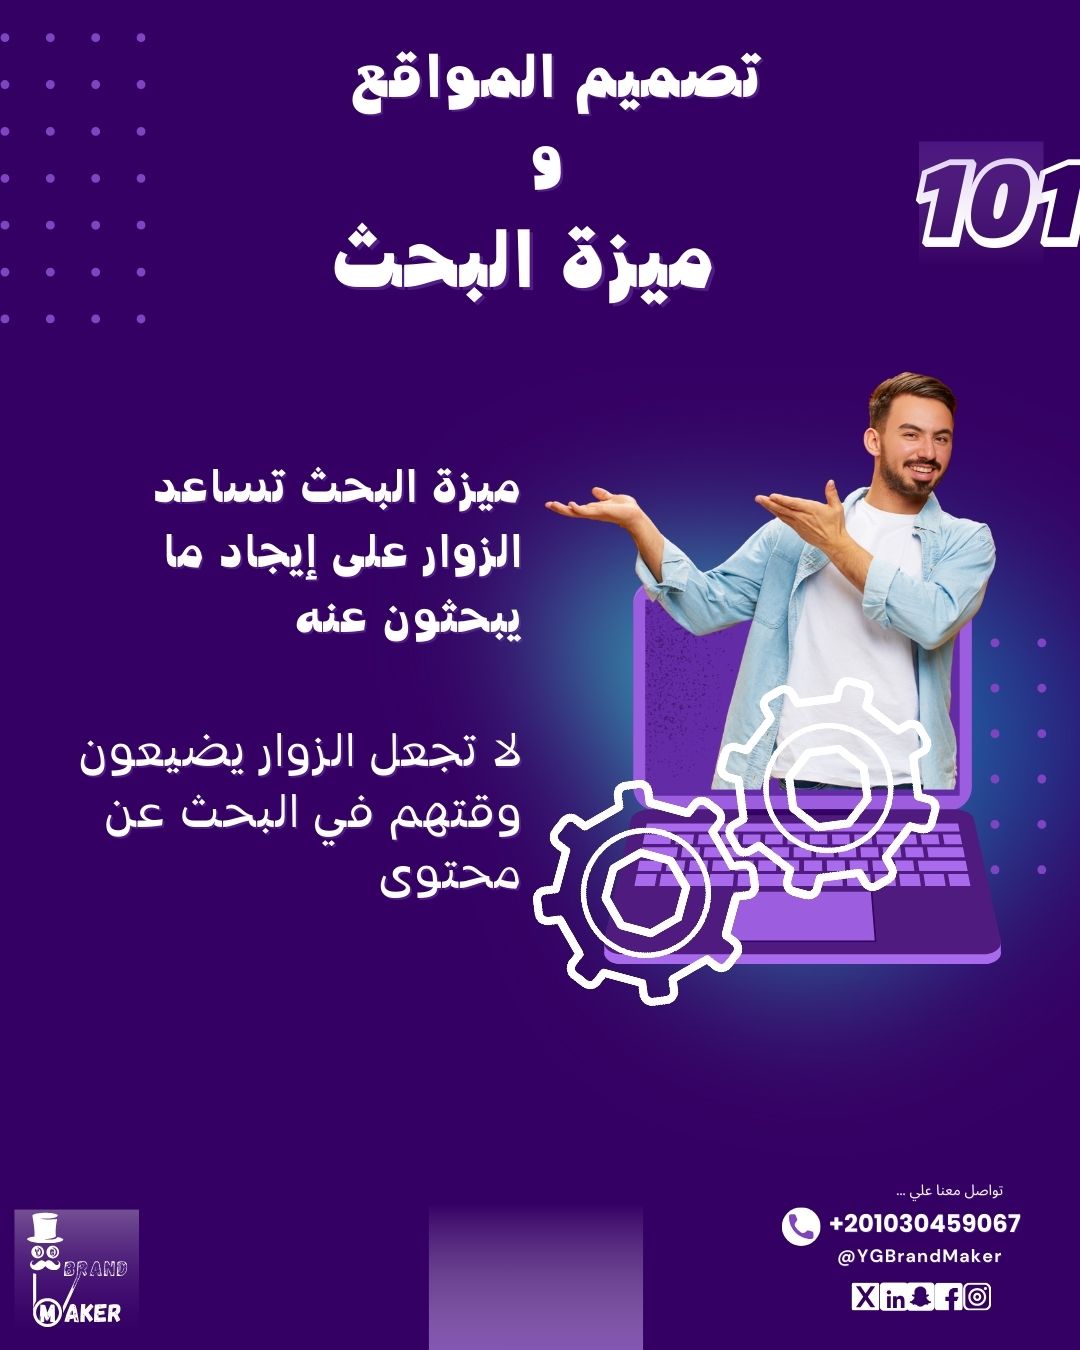 تصميم المواقع
و
ميزة البحث
101
ميزة البحث تساعد
الزوار على إيجاد ما
يبحثون عنه
لا تجعل الزوار يضيعون
وقتهم في البحث عن
محتوى
تواصل معنا علي ...
+201030459067
@YGBrandMaker
BRAND
MAKER